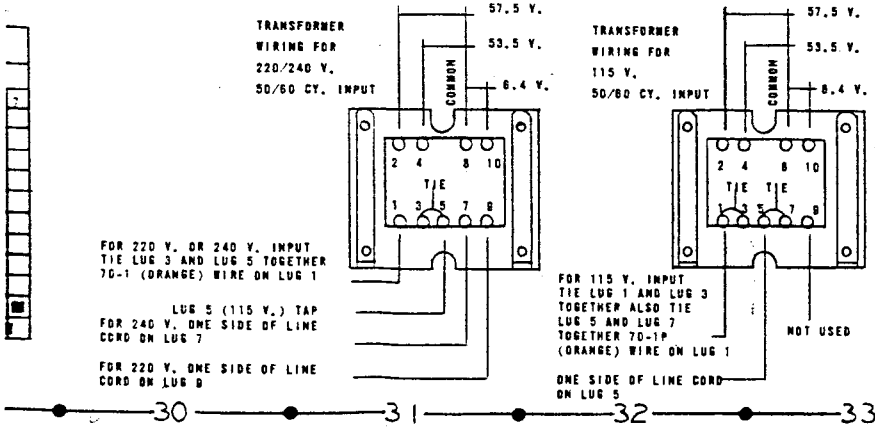 TRANSFORMER
WIRING FOR
220/240 V.
50/60 CY. INPUT
57.5 V.
53.5 V.
COMMON
6.4 V.
2 4 8 10
TIE
1 3 5 7 9
FOR 220 V. OR 240 V. INPUT
TIE LUG 3 AND LUG 5 TOGETHER
70-1 (ORANGE) WIRE ON LUG 1
LUG 5 (115 V.) TAP
FOR 240 V. ONE SIDE OF LINE
CORD ON LUG 7
FOR 220 V. ONE SIDE OF LINE
CORD ON LUG 9
TRANSFORMER
WIRING FOR
115 V.
50/60 CY. INPUT
57.5 V.
53.5 V.
COMMON
6.4 V.
2 4 8 10
TIE TIE
1 3 5 7 9
FOR 115 V. INPUT
TIE LUG 1 AND LUG 3
TOGETHER ALSO TIE
LUG 5 AND LUG 7
TOGETHER 70-1P
(ORANGE) WIRE ON LUG 1
NOT USED
ONE SIDE OF LINE CORD
ON LUG 5
30 31 32 33